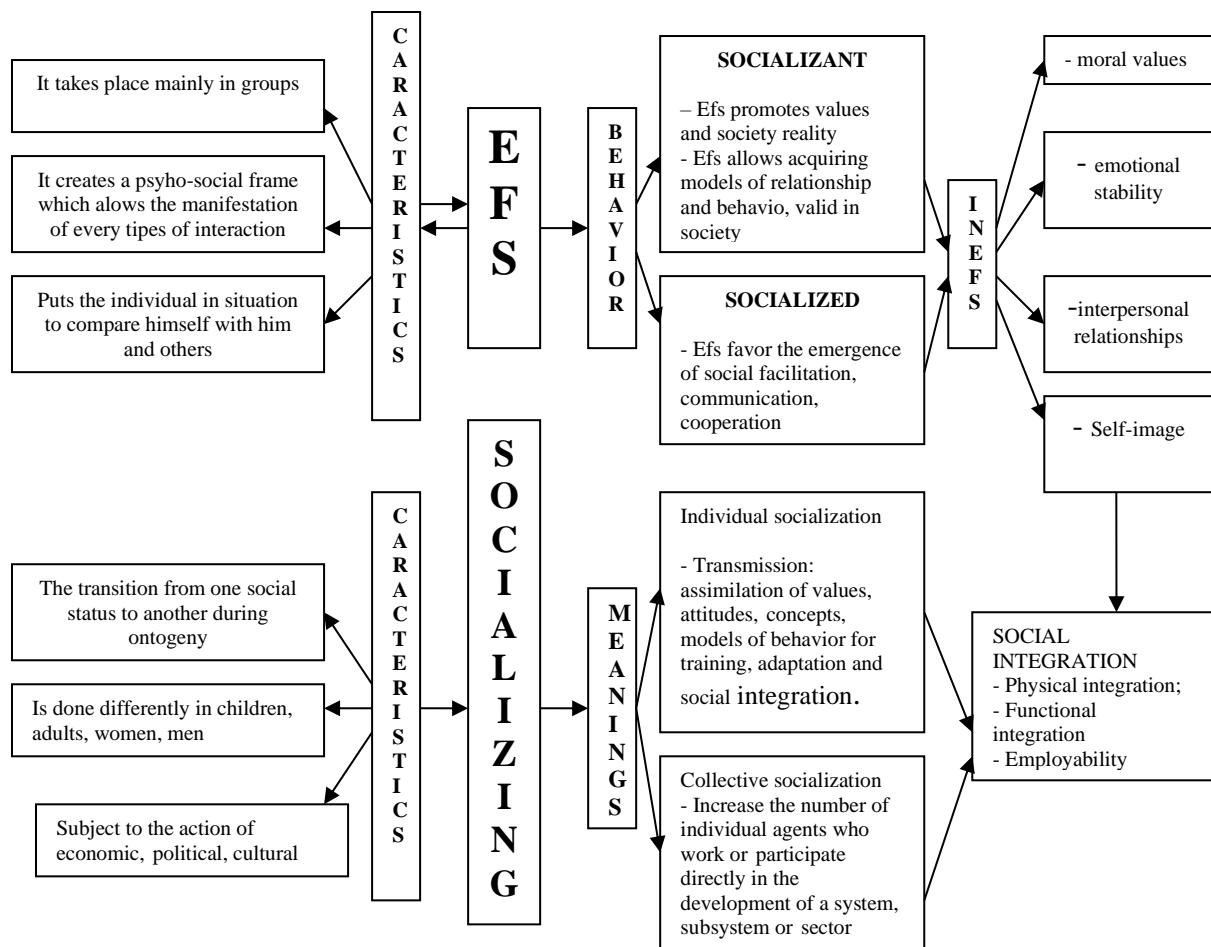 It takes place mainly in groups
It creates a psyho-social frame
which alows the manifestation
of every tipes of interaction
Puts the individual in situation
to compare himself with him
and others
CARACTERISTICS
EFS
BEHAVIOR
SOCIALIZANT
– Efs promotes values
and society reality
- Efs allows acquiring
models of relationship
and behavio, valid in
society
SOCIALIZED
- Efs favor the emergence
of social facilitation,
communication,
cooperation
INEFS
- moral values
- emotional
stability
-interpersonal
relationships
- Self-image
The transition from one social
status to another during
ontogeny
Is done differently in children,
adults, women, men
Subject to the action of
economic, political, cultural
CARACTERISTICS
SOCIALIZING
MEANINGS
Individual socialization
- Transmission:
assimilation of values,
attitudes, concepts,
models of behavior for
training, adaptation and
social integration.
Collective socialization
- Increase the number of
individual agents who
work or participate
directly in the
development of a system,
subsystem or sector
SOCIAL
INTEGRATION
- Physical integration;
- Functional
integration
- Employability